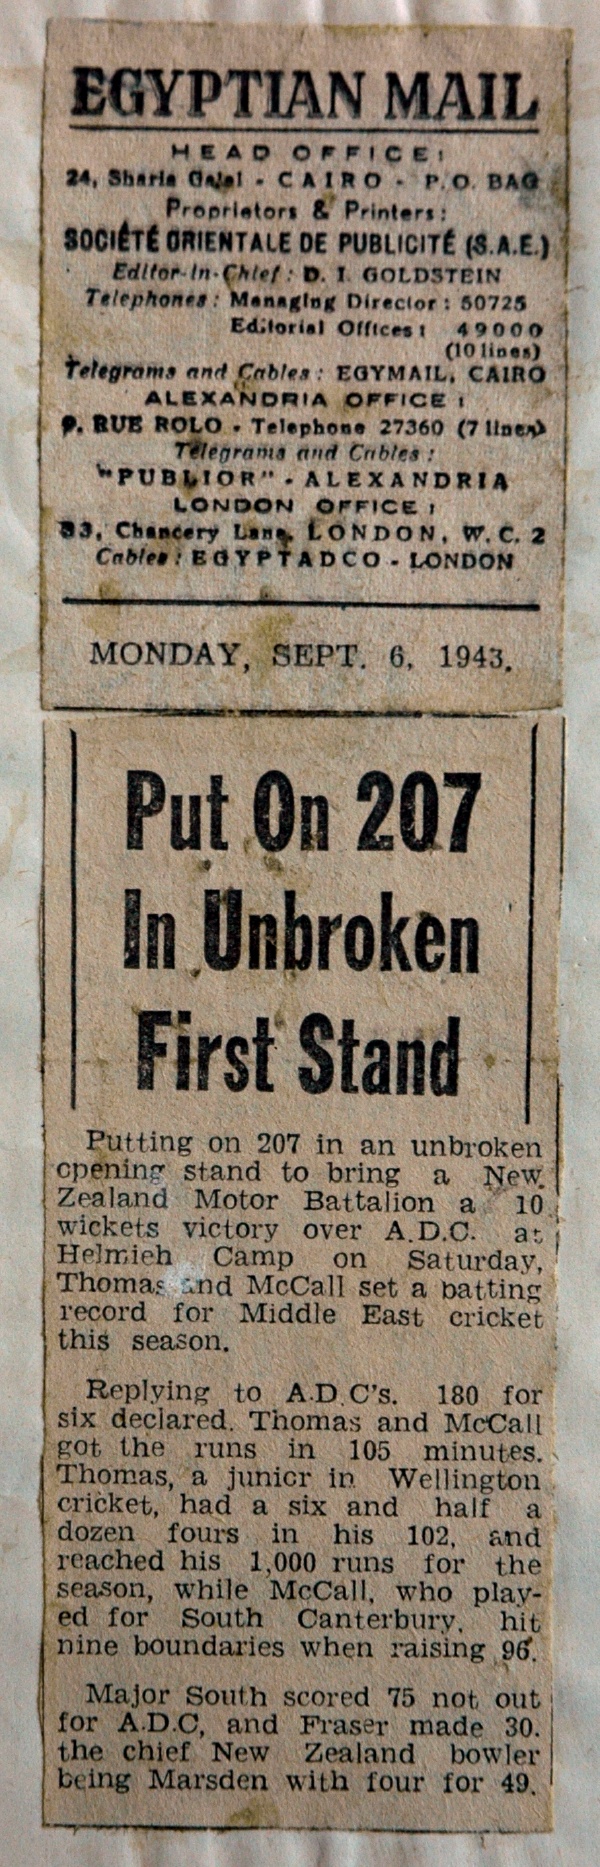 EGYPTIAN MAIL
HEAD OFFICE:
24, Sharia Galal - CAIRO - P.O. BAG
Proprietors & Printers:
SOCIÉTÉ ORIENTALE DE PUBLICITÉ (S.A.E.)
Editor-in-Chief: D. I. GOLDSTEIN
Telephones: Managing Director: 50725
Editorial Offices: 49000
(10 lines)
Telegrams and Cables: EGYMAIL, CAIRO
ALEXANDRIA OFFICE:
9, RUE ROLO - Telephone 27360 (7 lines)
Telegrams and Cables:
"PUBLIOR" - ALEXANDRIA
LONDON OFFICE:
83, Chancery Lane, LONDON, W.C. 2
Cables: EGYPTADCO - LONDON
MONDAY, SEPT. 6, 1943.
Put On 207
In Unbroken
First Stand
Putting on 207 in an unbroken
opening stand to bring a New
Zealand Motor Battalion a 10
wickets victory over A.D.C. at
Helmieh Camp on Saturday,
Thomas and McCall set a batting
record for Middle East cricket
this season.
Replying to A.D.C's. 180 for
six declared, Thomas and McCall
got the runs in 105 minutes.
Thomas, a junior in Wellington
cricket, had a six and half a
dozen fours in his 102, and
reached his 1,000 runs for the
season, while McCall, who play-
ed for South Canterbury, hit
nine boundaries when raising 96.
Major South scored 75 not out
for A.D.C, and Fraser made 30.
the chief New Zealand bowler
being Marsden with four for 49.